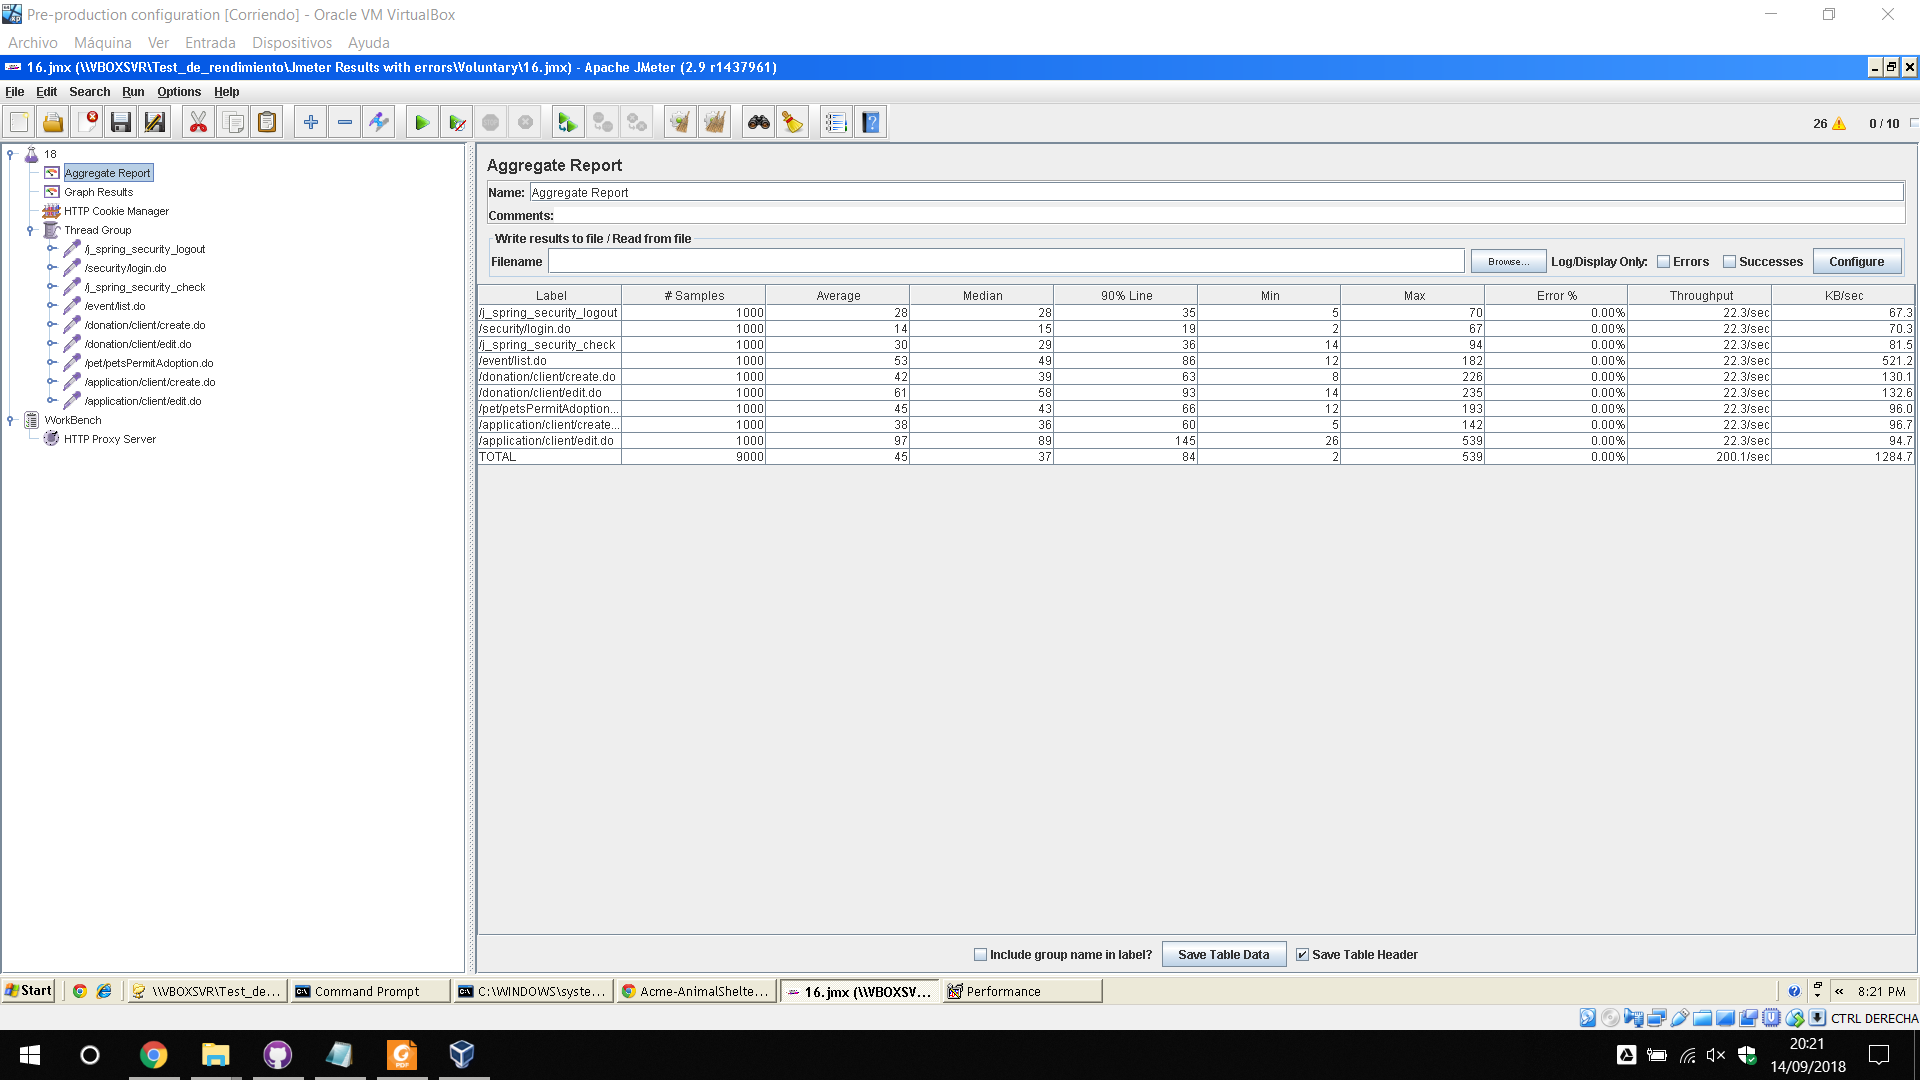 Pre-production configuration [Corriendo] - Oracle VM VirtualBox
Archivo Máquina Ver Entrada Dispositivos Ayuda
16.jmx (\\VBOXSVR\Test_de_rendimiento\Jmeter Results with errors\Voluntary\16.jmx) - Apache JMeter (2.9 r1437961)
File Edit Search Run Options Help
26 0 / 10
18
Aggregate Report
Graph Results
HTTP Cookie Manager
Thread Group
/j_spring_security_logout
/security/login.do
/j_spring_security_check
/event/list.do
/donation/client/create.do
/donation/client/edit.do
/pet/petsPermitAdoption.do
/application/client/create.do
/application/client/edit.do
WorkBench
HTTP Proxy Server
Aggregate Report
Name: Aggregate Report
Comments:
Write results to file / Read from file
Filename Browse... Log/Display Only: Errors Successes Configure
Label # Samples Average Median 90% Line Min Max Error % Throughput KB/sec
/j_spring_security_logout 1000 28 28 35 5 70 0.00% 22.3/sec 67.3
/security/login.do 1000 14 15 19 2 67 0.00% 22.3/sec 70.3
/j_spring_security_check 1000 30 29 36 14 94 0.00% 22.3/sec 81.5
/event/list.do 1000 53 49 86 12 182 0.00% 22.3/sec 521.2
/donation/client/create.do 1000 42 39 63 8 226 0.00% 22.3/sec 130.1
/donation/client/edit.do 1000 61 58 93 14 235 0.00% 22.3/sec 132.6
/pet/petsPermitAdoption... 1000 45 43 66 12 193 0.00% 22.3/sec 96.0
/application/client/create... 1000 38 36 60 5 142 0.00% 22.3/sec 96.7
/application/client/edit.do 1000 97 89 145 26 539 0.00% 22.3/sec 94.7
TOTAL 9000 45 37 84 2 539 0.00% 200.1/sec 1284.7
Include group name in label? Save Table Data Save Table Header
Start \\VBOXSVR\Test_de... Command Prompt C:\WINDOWS\syste... Acme-AnimalShelte... 16.jmx (\\VBOXSV... Performance « 8:21 PM
CTRL DERECHA
20:21
14/09/2018